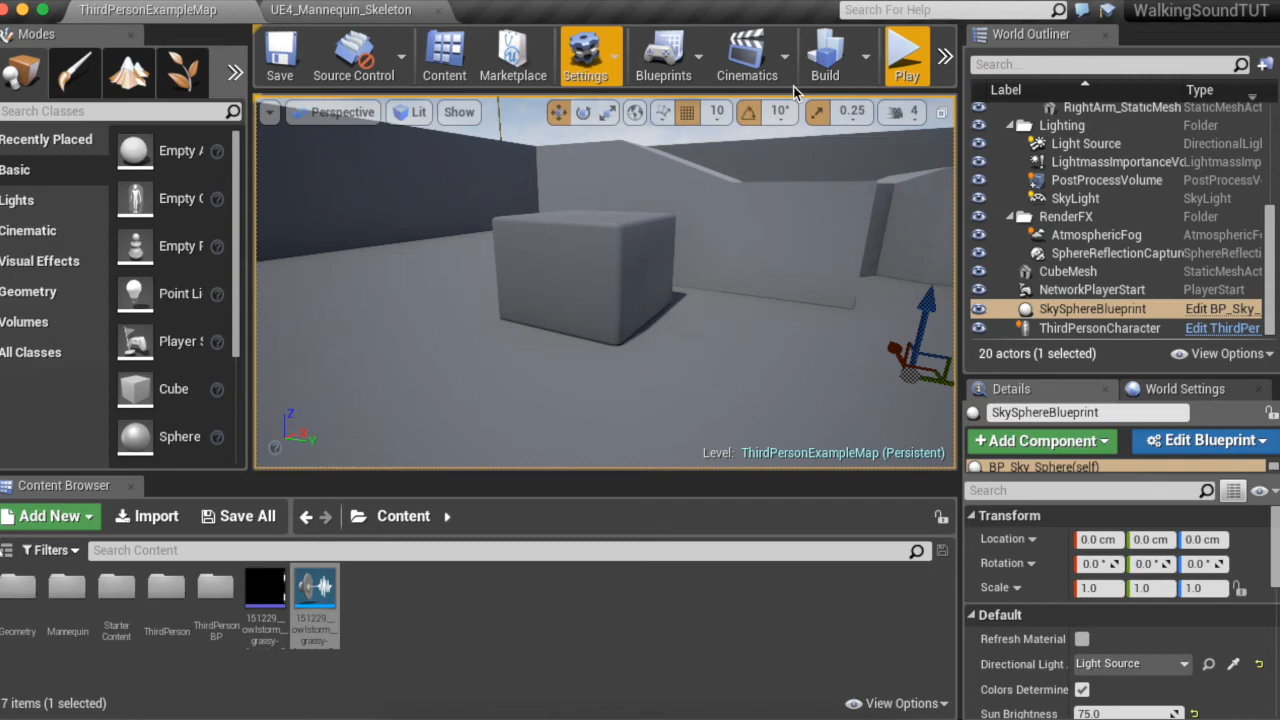 ThirdPersonExampleMap
UE4_Mannequin_Skeleton
Search For Help
WalkingSoundTUT
Modes
Save
Source Control
Content
Marketplace
Settings
Blueprints
Cinematics
Build
Play
Search Classes
Recently Placed
Basic
Lights
Cinematic
Visual Effects
Geometry
Volumes
All Classes
Empty A
Empty C
Empty F
Point Li
Player S
Cube
Sphere
Perspective
Lit
Show
10
10°
0.25
4
Z
X
Y
Level: ThirdPersonExampleMap (Persistent)
World Outliner
Search...
Label
Type
RightArm_StaticMesh StaticMeshAct
Lighting Folder
Light Source DirectionalLigh
LightmassImportanceVo LightmassImp
PostProcessVolume PostProcessV
SkyLight SkyLight
RenderFX Folder
AtmosphericFog AtmosphericFo
SphereReflectionCapture SphereReflecti
CubeMesh StaticMeshAct
NetworkPlayerStart PlayerStart
SkySphereBlueprint Edit BP_Sky_
ThirdPersonCharacter Edit ThirdPer
20 actors (1 selected)
View Options
Details
World Settings
SkySphereBlueprint
+Add Component
Edit Blueprint
BP_Sky_Sphere(self)
Search
Transform
Location 0.0 cm 0.0 cm 0.0 cm
Rotation 0.0 ° 0.0 ° 0.0 °
Scale 1.0 1.0 1.0
Default
Refresh Material
Directional Light Light Source
Colors Determine
Sun Brightness 75.0
Content Browser
Add New
Import
Save All
Content
Filters
Search Content
Geometry
Mannequin
Starter
Content
ThirdPerson
ThirdPerson
BP
151229__
owlstorm__
grassy-
151229__
owlstorm__
grassy-
7 items (1 selected)
View Options